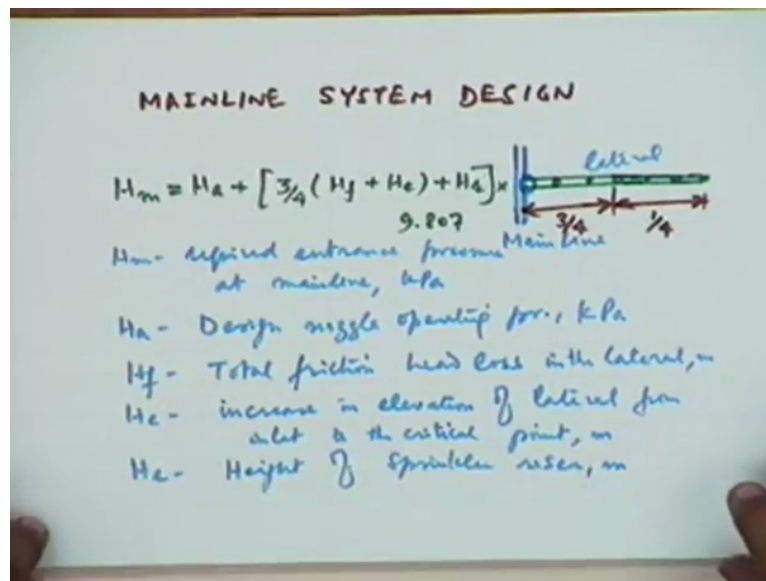 MAINLINE SYSTEM DESIGN
Hm = Ha + [3/4 (Hf + He) + Hr] ×
9.807
lateral
3/4 1/4
Main line
Hm - required entrance pressure
at mainline, kPa
Ha - Design nozzle operating pr., kPa
Hf - Total friction head loss in the lateral, m
He - increase in elevation of lateral from
inlet to the critical point, m
He - Height of sprinkler riser, m